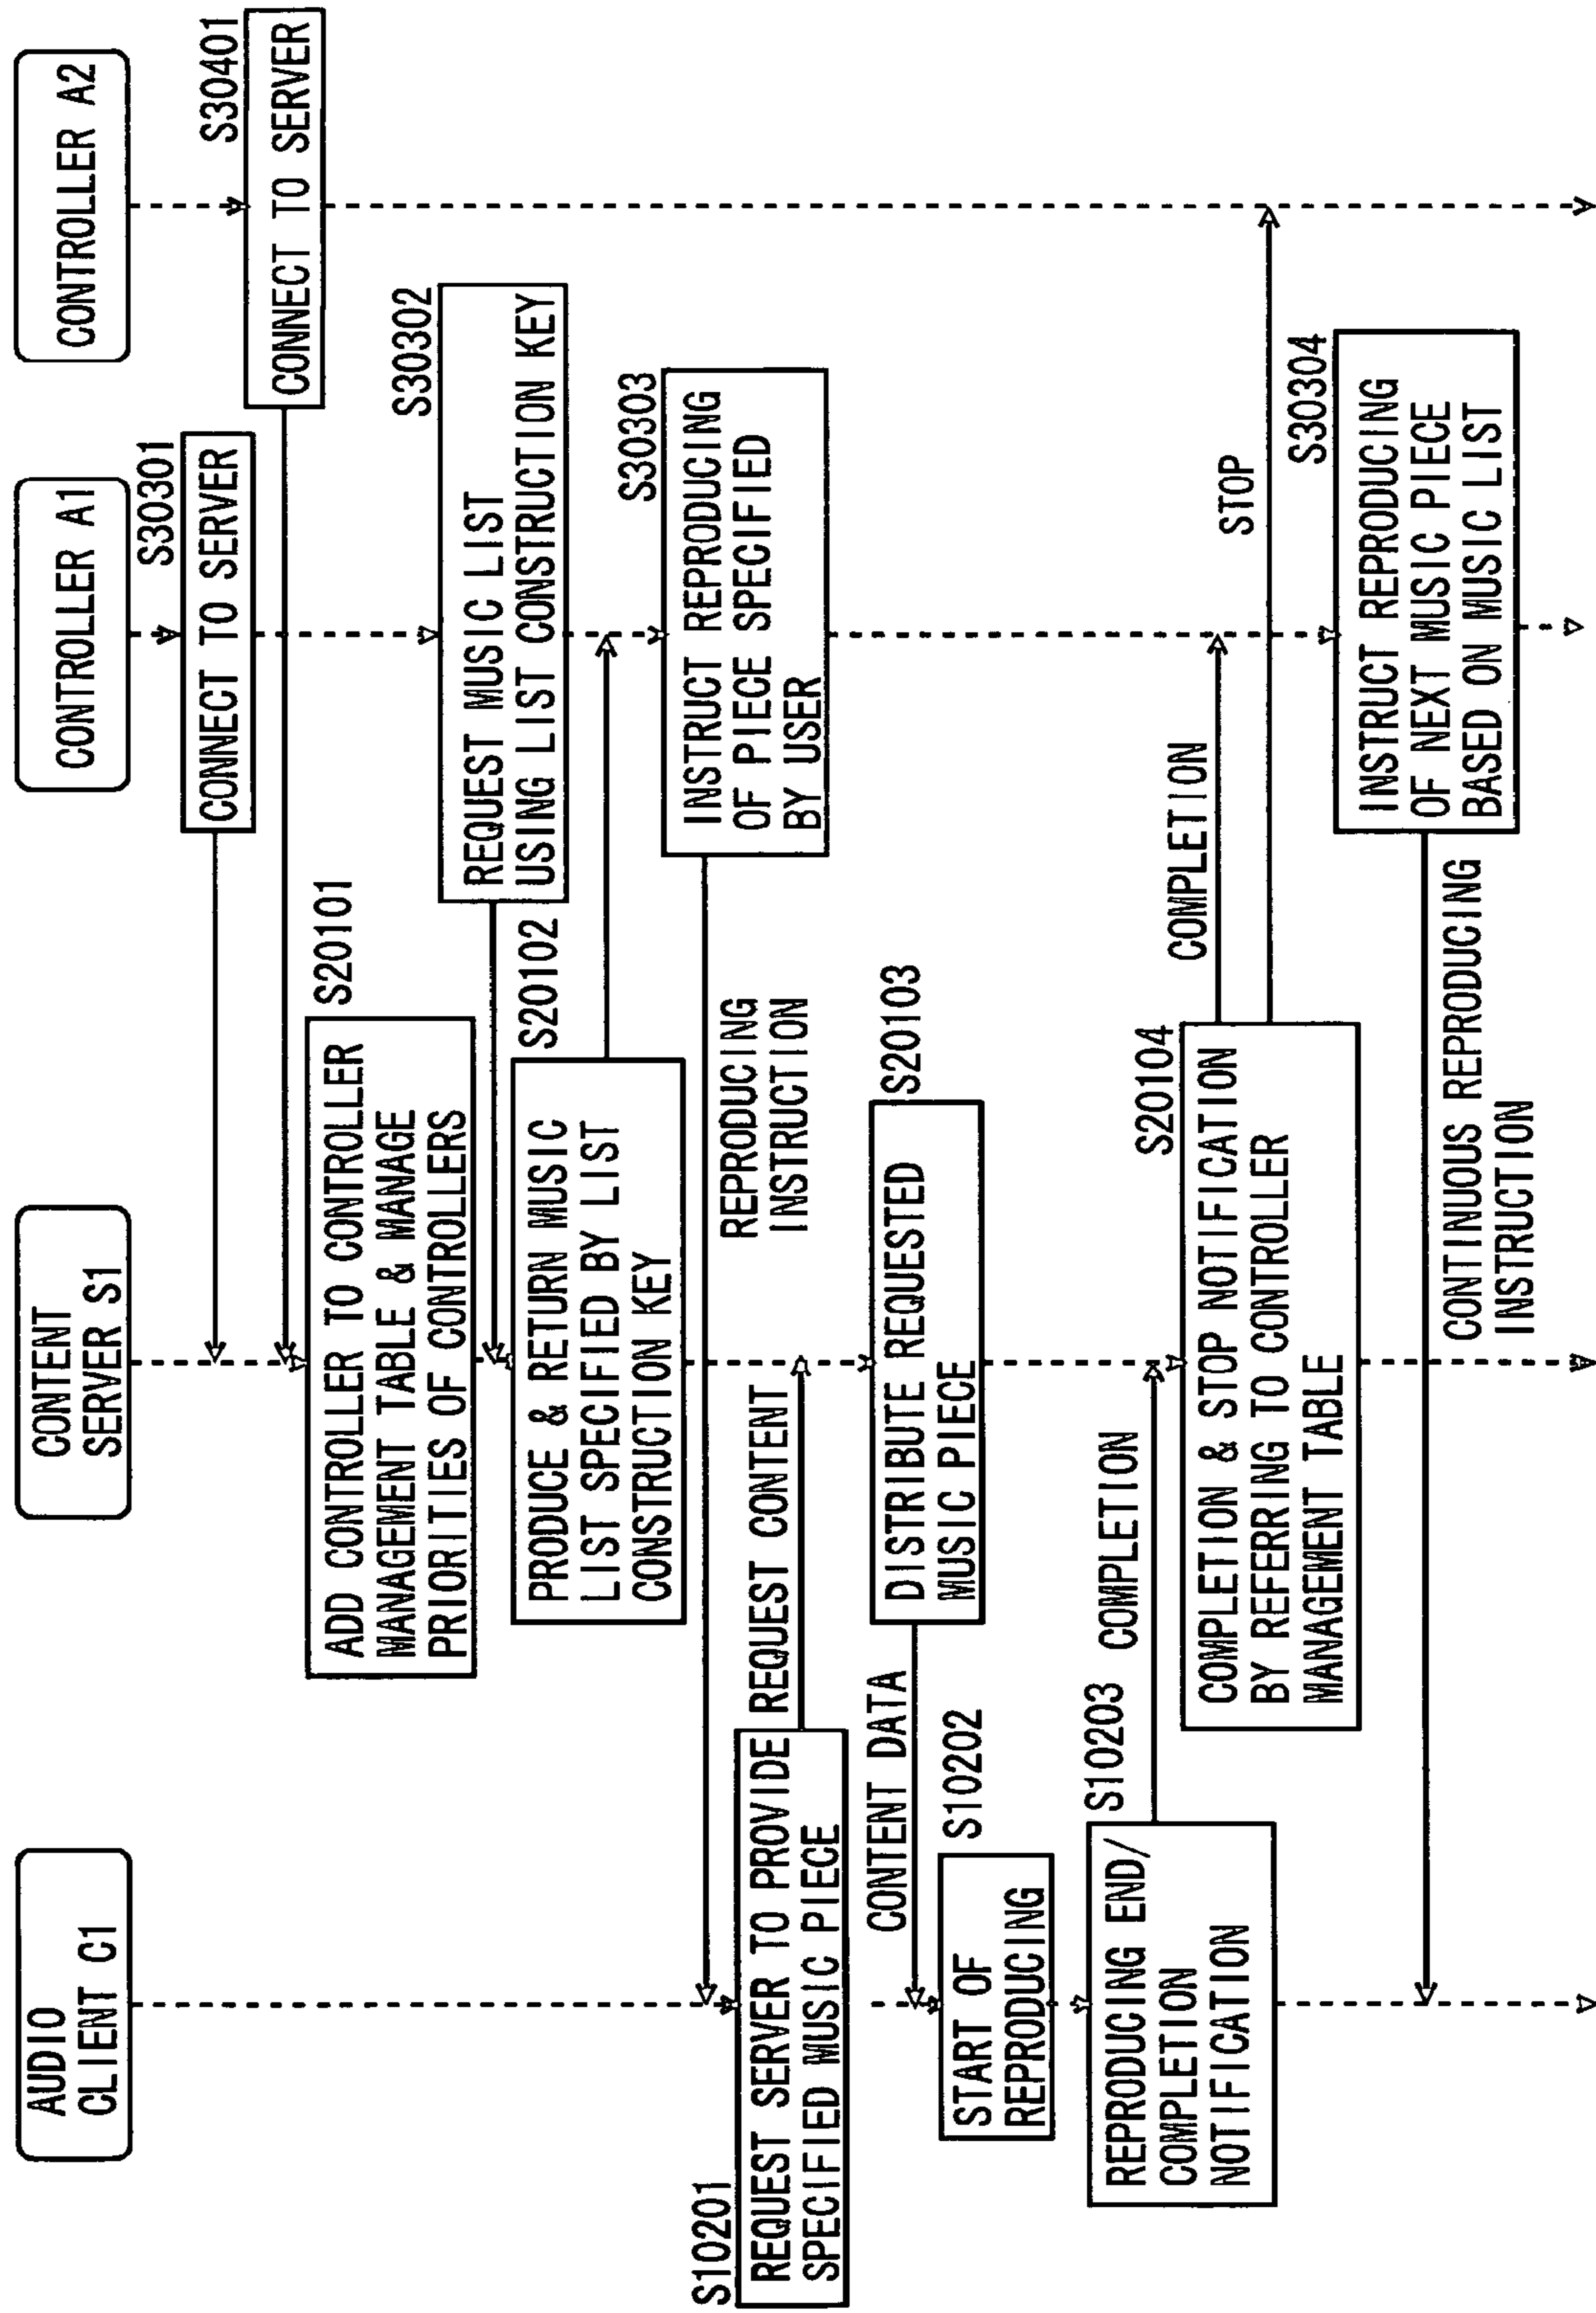 AUDIO
CLIENT C1
CONTENT
SERVER S1
CONTROLLER A1
CONTROLLER A2
S30301
CONNECT TO SERVER
S30401
CONNECT TO SERVER
S20101
ADD CONTROLLER TO CONTROLLER
MANAGEMENT TABLE & MANAGE
PRIORITIES OF CONTROLLERS
S30302
REQUEST MUSIC LIST
USING LIST CONSTRUCTION KEY
S20102
PRODUCE & RETURN MUSIC
LIST SPECIFIED BY LIST
CONSTRUCTION KEY
S30303
INSTRUCT REPRODUCING
OF PIECE SPECIFIED
BY USER
REPRODUCING
INSTRUCTION
S10201
REQUEST SERVER TO PROVIDE
SPECIFIED MUSIC PIECE
REQUEST CONTENT
S20103
DISTRIBUTE REQUESTED
MUSIC PIECE
CONTENT DATA
S10202
START OF
REPRODUCING
S10203
REPRODUCING END/
COMPLETION
NOTIFICATION
COMPLETION
S20104
COMPLETION & STOP NOTIFICATION
BY REFERRING TO CONTROLLER
MANAGEMENT TABLE
COMPLETION
STOP
S30304
INSTRUCT REPRODUCING
OF NEXT MUSIC PIECE
BASED ON MUSIC LIST
CONTINUOUS REPRODUCING
INSTRUCTION